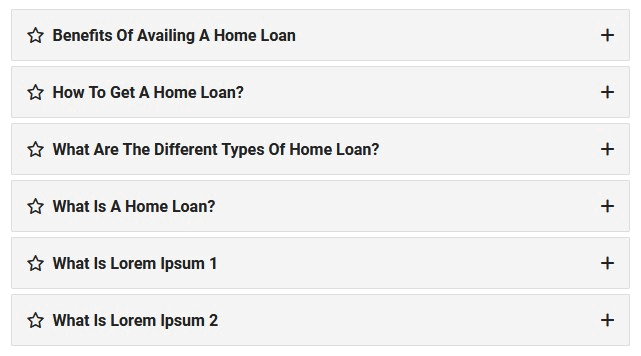 Benefits Of Availing A Home Loan
How To Get A Home Loan?
What Are The Different Types Of Home Loan?
What Is A Home Loan?
What Is Lorem Ipsum 1
What Is Lorem Ipsum 2